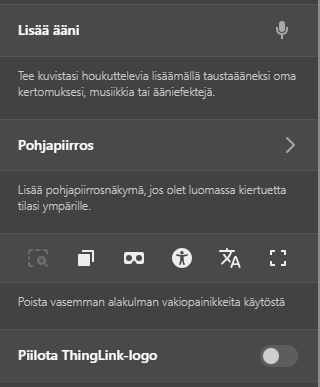 Lisää ääni
Tee kuvistasi houkuttelevia lisäämällä taustaääneksi oma
kertomuksesi, musiikkia tai ääniefektejä.
Pohjapiirros
Lisää pohjapiirrosnäkymä, jos olet luomassa kiertuetta
tilasi ympärille.
Poista vasemman alakulman vakiopainikkeita käytöstä
Piilota ThingLink-logo